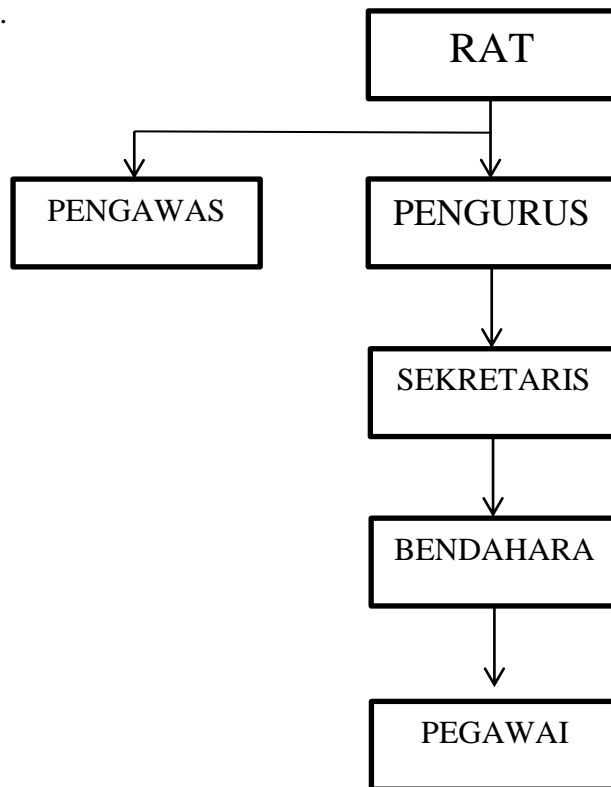 .
RAT
PENGAWAS
PENGURUS
SEKRETARIS
BENDAHARA
PEGAWAI